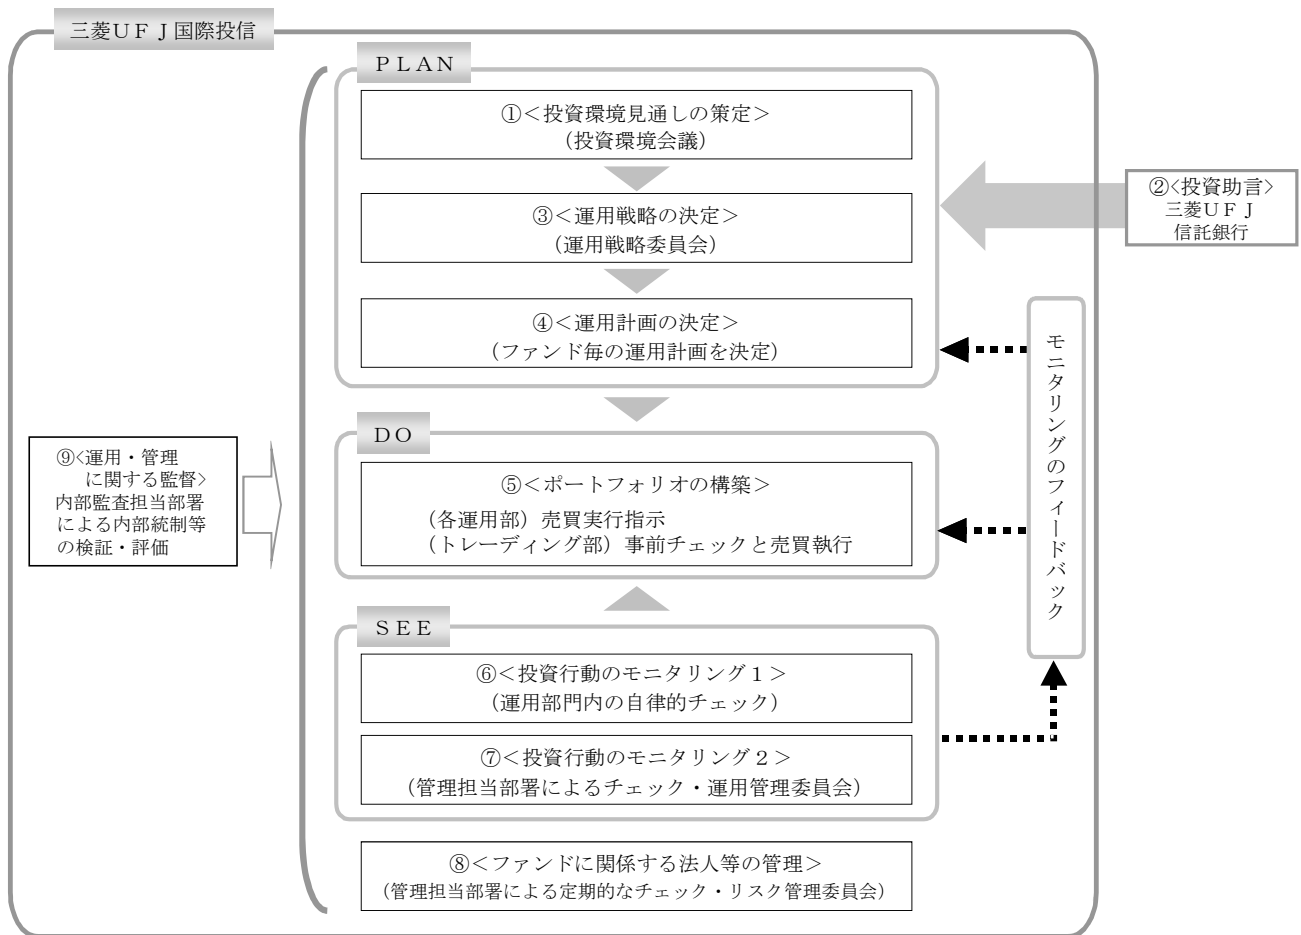 三菱ＵＦＪ国際投信
ＰＬＡＮ
①＜投資環境見通しの策定＞
（投資環境会議）
②<投資助言>
三菱ＵＦＪ
信託銀行
③＜運用戦略の決定＞
（運用戦略委員会）
④＜運用計画の決定＞
（ファンド毎の運用計画を決定）
モニタリングのフィードバック
ＤＯ
⑤＜ポートフォリオの構築＞
（各運用部）売買実行指示
（トレーディング部）事前チェックと売買執行
⑨<運用・管理
に関する監督>
内部監査担当部署
による内部統制等
の検証・評価
ＳＥＥ
⑥＜投資行動のモニタリング１＞
（運用部門内の自律的チェック）
⑦＜投資行動のモニタリング２＞
（管理担当部署によるチェック・運用管理委員会）
⑧＜ファンドに関係する法人等の管理＞
（管理担当部署による定期的なチェック・リスク管理委員会）